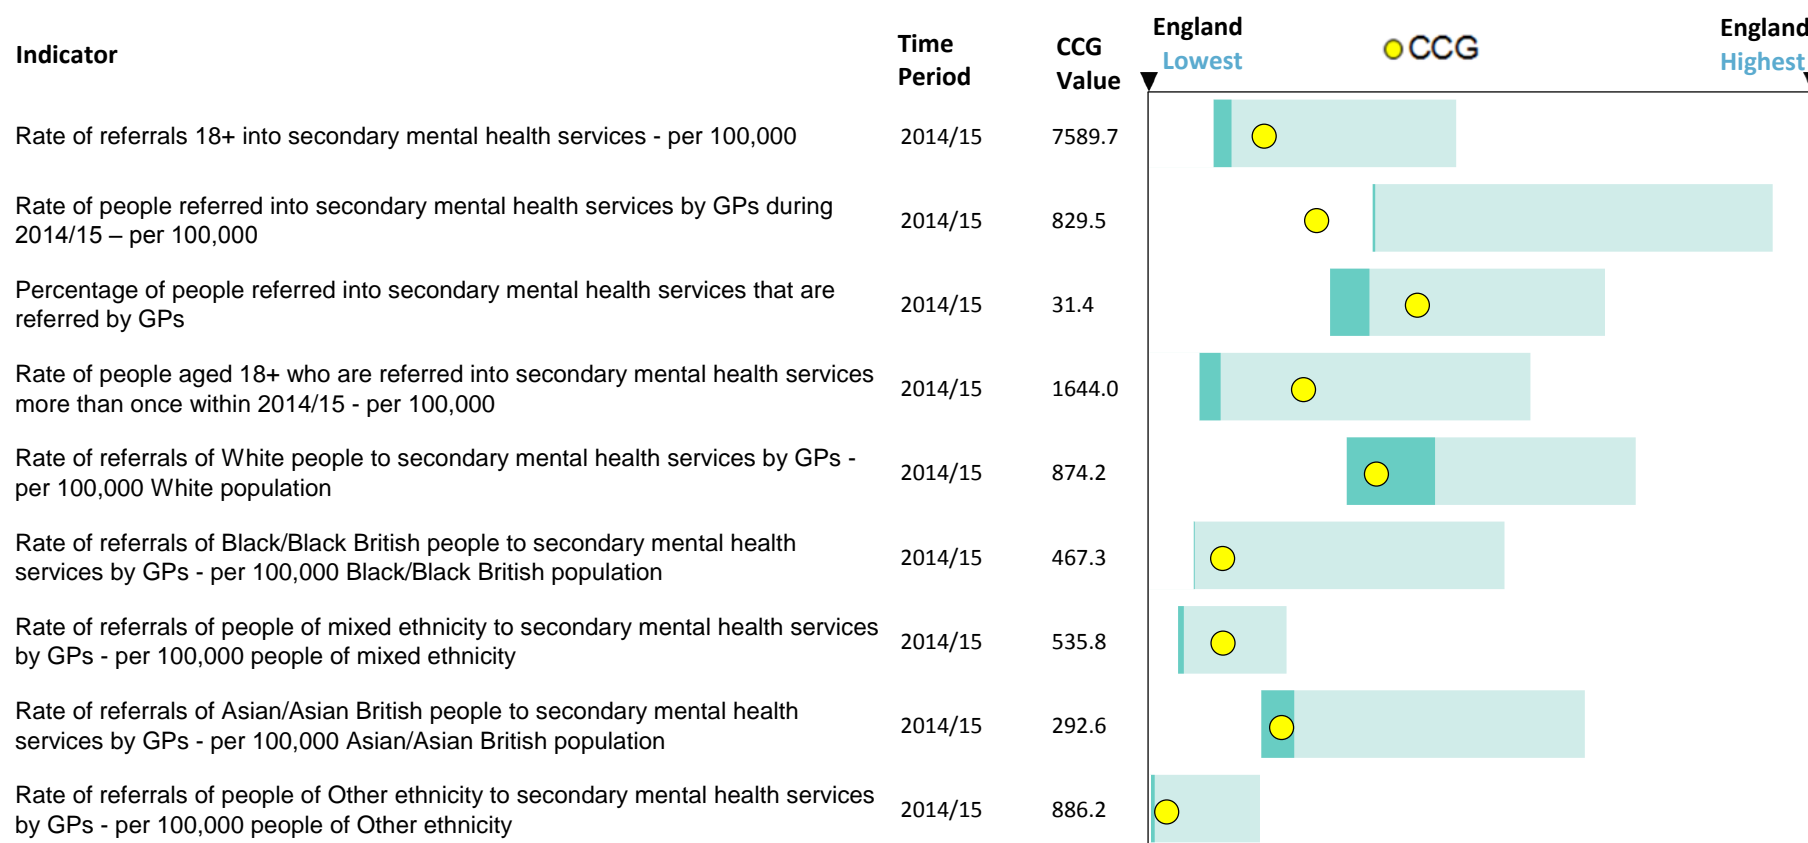 Indicator
Time
Period
CCG
Value
England
Lowest
CCG
England
Highest
Rate of referrals 18+ into secondary mental health services - per 100,000
2014/15
7589.7
Rate of people referred into secondary mental health services by GPs during
2014/15 – per 100,000
2014/15
829.5
Percentage of people referred into secondary mental health services that are
referred by GPs
2014/15
31.4
Rate of people aged 18+ who are referred into secondary mental health services
more than once within 2014/15 - per 100,000
2014/15
1644.0
Rate of referrals of White people to secondary mental health services by GPs -
per 100,000 White population
2014/15
874.2
Rate of referrals of Black/Black British people to secondary mental health
services by GPs - per 100,000 Black/Black British population
2014/15
467.3
Rate of referrals of people of mixed ethnicity to secondary mental health services
by GPs - per 100,000 people of mixed ethnicity
2014/15
535.8
Rate of referrals of Asian/Asian British people to secondary mental health
services by GPs - per 100,000 Asian/Asian British population
2014/15
292.6
Rate of referrals of people of Other ethnicity to secondary mental health services
by GPs - per 100,000 people of Other ethnicity
2014/15
886.2